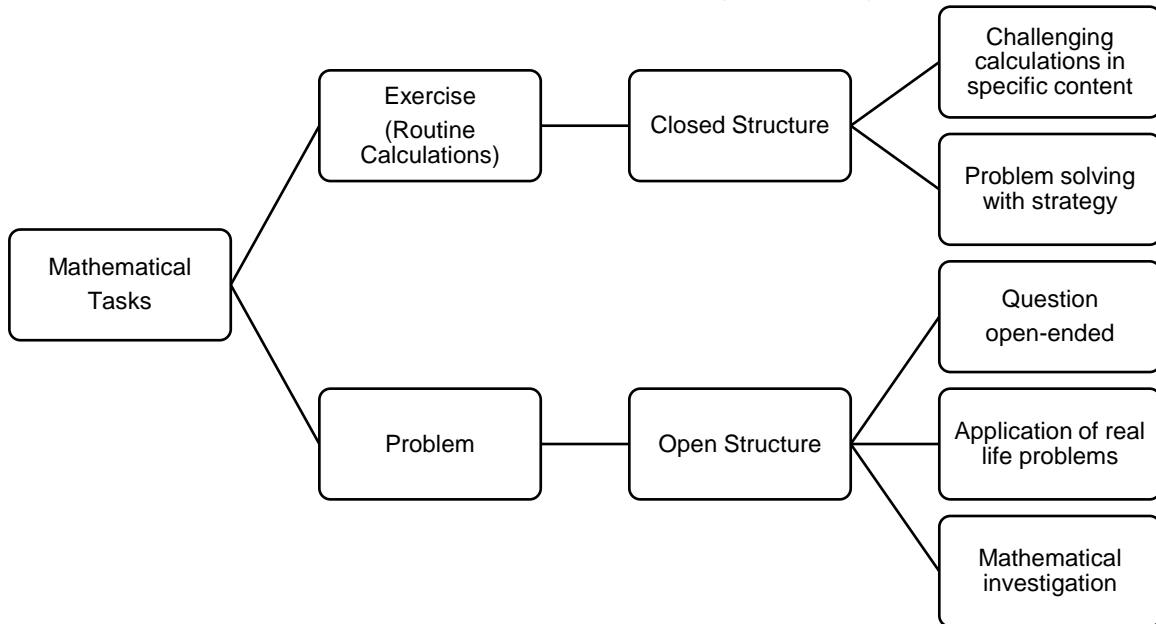 Mathematical
Tasks
Exercise
(Routine
Calculations)
Closed Structure
Challenging
calculations in
specific content
Problem solving
with strategy
Problem
Open Structure
Question
open-ended
Application of real
life problems
Mathematical
investigation